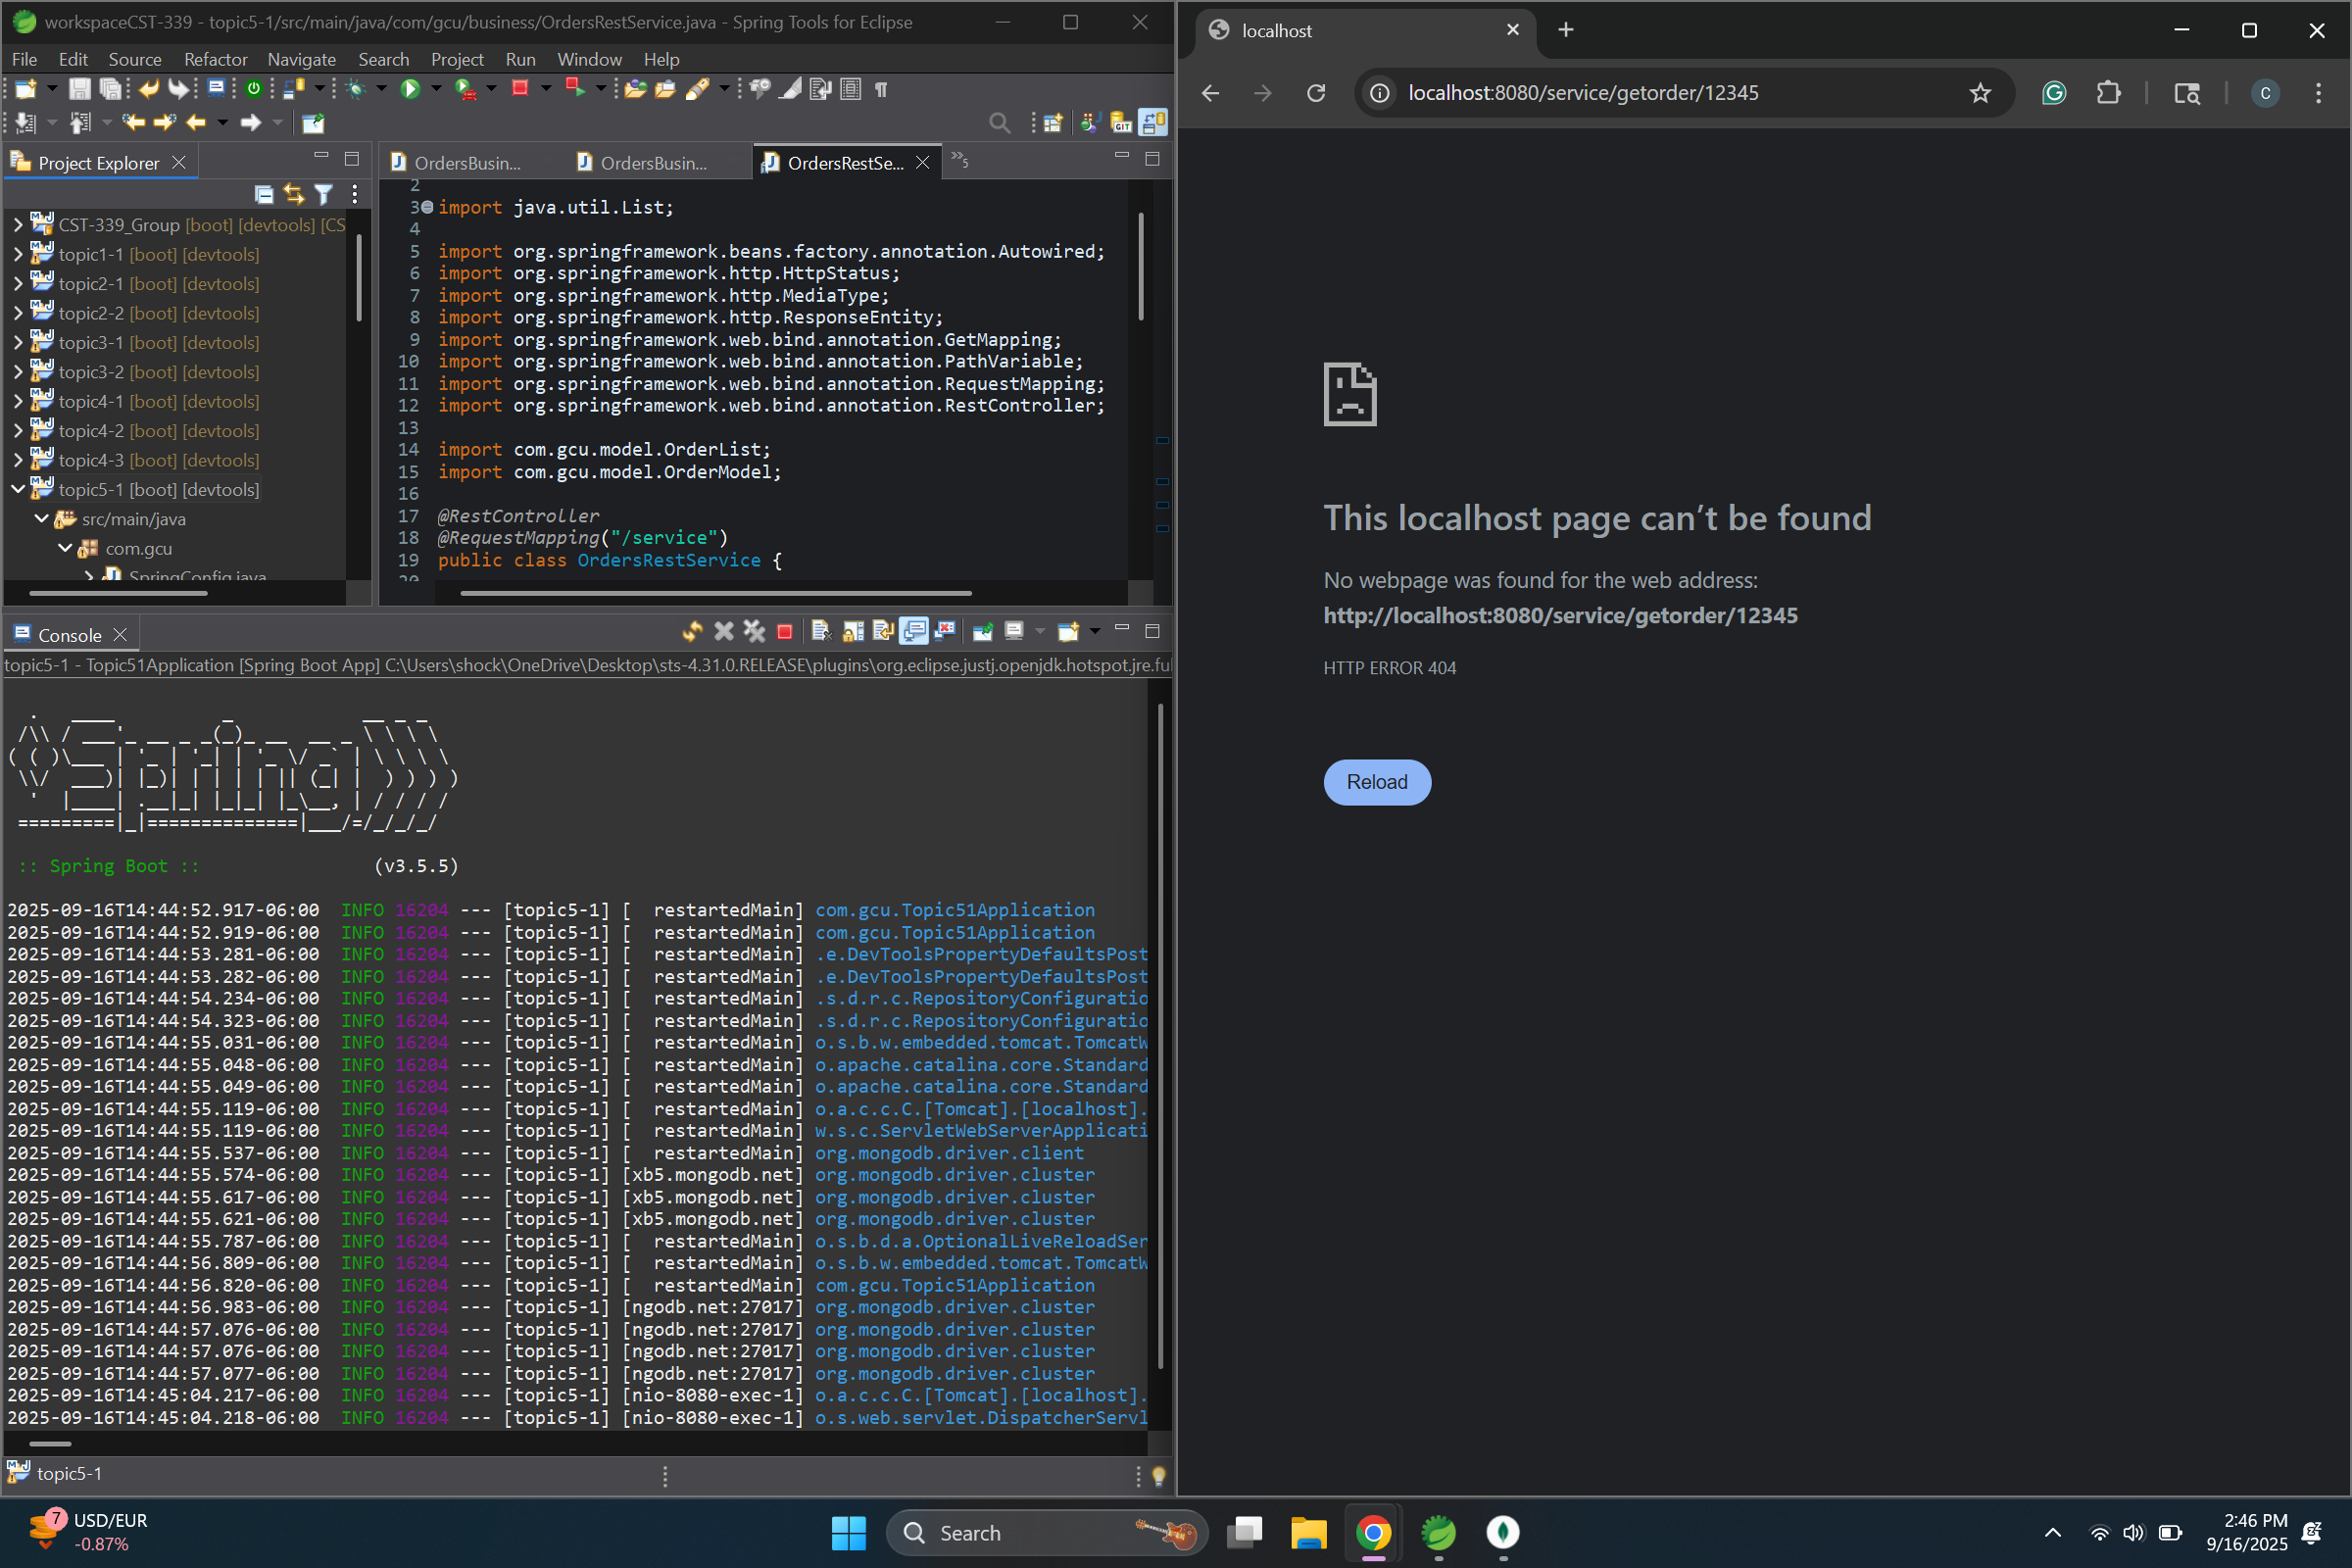 workspaceCST-339 - topic5-1/src/main/java/com/gcu/business/OrdersRestService.java - Spring Tools for Eclipse
File Edit Source Refactor Navigate Search Project Run Window Help
Project Explorer
CST-339_Group [boot] [devtools] [CS
topic1-1 [boot] [devtools]
topic2-1 [boot] [devtools]
topic2-2 [boot] [devtools]
topic3-1 [boot] [devtools]
topic3-2 [boot] [devtools]
topic4-1 [boot] [devtools]
topic4-2 [boot] [devtools]
topic4-3 [boot] [devtools]
topic5-1 [boot] [devtools]
src/main/java
com.gcu
SpringConfig.java
OrdersBusin... OrdersBusin... OrdersRestSe... »5
2
3 import java.util.List;
4
5 import org.springframework.beans.factory.annotation.Autowired;
6 import org.springframework.http.HttpStatus;
7 import org.springframework.http.MediaType;
8 import org.springframework.http.ResponseEntity;
9 import org.springframework.web.bind.annotation.GetMapping;
10 import org.springframework.web.bind.annotation.PathVariable;
11 import org.springframework.web.bind.annotation.RequestMapping;
12 import org.springframework.web.bind.annotation.RestController;
13
14 import com.gcu.model.OrderList;
15 import com.gcu.model.OrderModel;
16
17 @RestController
18 @RequestMapping("/service")
19 public class OrdersRestService {
20
Console
topic5-1 - Topic51Application [Spring Boot App] C:\Users\shock\OneDrive\Desktop\sts-4.31.0.RELEASE\plugins\org.eclipse.justj.openjdk.hotspot.jre.ful
  .   ____          _            __ _ _
 /\\ / ___'_ __ _ _(_)_ __  __ _ \ \ \ \
( ( )\___ | '_ | '_| | '_ \/ _` | \ \ \ \
 \\/  ___)| |_)| | | | | || (_| |  ) ) ) )
  '  |____| .__|_| |_|_| |_\__, | / / / /
 =========|_|==============|___/=/_/_/_/
:: Spring Boot :: (v3.5.5)
2025-09-16T14:44:52.917-06:00 INFO 16204 --- [topic5-1] [ restartedMain] com.gcu.Topic51Application
2025-09-16T14:44:52.919-06:00 INFO 16204 --- [topic5-1] [ restartedMain] com.gcu.Topic51Application
2025-09-16T14:44:53.281-06:00 INFO 16204 --- [topic5-1] [ restartedMain] .e.DevToolsPropertyDefaultsPost
2025-09-16T14:44:53.282-06:00 INFO 16204 --- [topic5-1] [ restartedMain] .e.DevToolsPropertyDefaultsPost
2025-09-16T14:44:54.234-06:00 INFO 16204 --- [topic5-1] [ restartedMain] .s.d.r.c.RepositoryConfiguratio
2025-09-16T14:44:54.323-06:00 INFO 16204 --- [topic5-1] [ restartedMain] .s.d.r.c.RepositoryConfiguratio
2025-09-16T14:44:55.031-06:00 INFO 16204 --- [topic5-1] [ restartedMain] o.s.b.w.embedded.tomcat.TomcatW
2025-09-16T14:44:55.048-06:00 INFO 16204 --- [topic5-1] [ restartedMain] o.apache.catalina.core.Standard
2025-09-16T14:44:55.049-06:00 INFO 16204 --- [topic5-1] [ restartedMain] o.apache.catalina.core.Standard
2025-09-16T14:44:55.119-06:00 INFO 16204 --- [topic5-1] [ restartedMain] o.a.c.c.C.[Tomcat].[localhost].
2025-09-16T14:44:55.119-06:00 INFO 16204 --- [topic5-1] [ restartedMain] w.s.c.ServletWebServerApplicati
2025-09-16T14:44:55.537-06:00 INFO 16204 --- [topic5-1] [ restartedMain] org.mongodb.driver.client
2025-09-16T14:44:55.574-06:00 INFO 16204 --- [topic5-1] [xb5.mongodb.net] org.mongodb.driver.cluster
2025-09-16T14:44:55.617-06:00 INFO 16204 --- [topic5-1] [xb5.mongodb.net] org.mongodb.driver.cluster
2025-09-16T14:44:55.621-06:00 INFO 16204 --- [topic5-1] [xb5.mongodb.net] org.mongodb.driver.cluster
2025-09-16T14:44:55.787-06:00 INFO 16204 --- [topic5-1] [ restartedMain] o.s.b.d.a.OptionalLiveReloadSer
2025-09-16T14:44:56.809-06:00 INFO 16204 --- [topic5-1] [ restartedMain] o.s.b.w.embedded.tomcat.TomcatW
2025-09-16T14:44:56.820-06:00 INFO 16204 --- [topic5-1] [ restartedMain] com.gcu.Topic51Application
2025-09-16T14:44:56.983-06:00 INFO 16204 --- [topic5-1] [ngodb.net:27017] org.mongodb.driver.cluster
2025-09-16T14:44:57.076-06:00 INFO 16204 --- [topic5-1] [ngodb.net:27017] org.mongodb.driver.cluster
2025-09-16T14:44:57.076-06:00 INFO 16204 --- [topic5-1] [ngodb.net:27017] org.mongodb.driver.cluster
2025-09-16T14:44:57.077-06:00 INFO 16204 --- [topic5-1] [ngodb.net:27017] org.mongodb.driver.cluster
2025-09-16T14:45:04.217-06:00 INFO 16204 --- [topic5-1] [nio-8080-exec-1] o.a.c.c.C.[Tomcat].[localhost].
2025-09-16T14:45:04.218-06:00 INFO 16204 --- [topic5-1] [nio-8080-exec-1] o.s.web.servlet.DispatcherServl
topic5-1
localhost
localhost:8080/service/getorder/12345
C
This localhost page can’t be found
No webpage was found for the web address:
http://localhost:8080/service/getorder/12345
HTTP ERROR 404
Reload
7
USD/EUR
-0.87%
Search
2:46 PM
9/16/2025